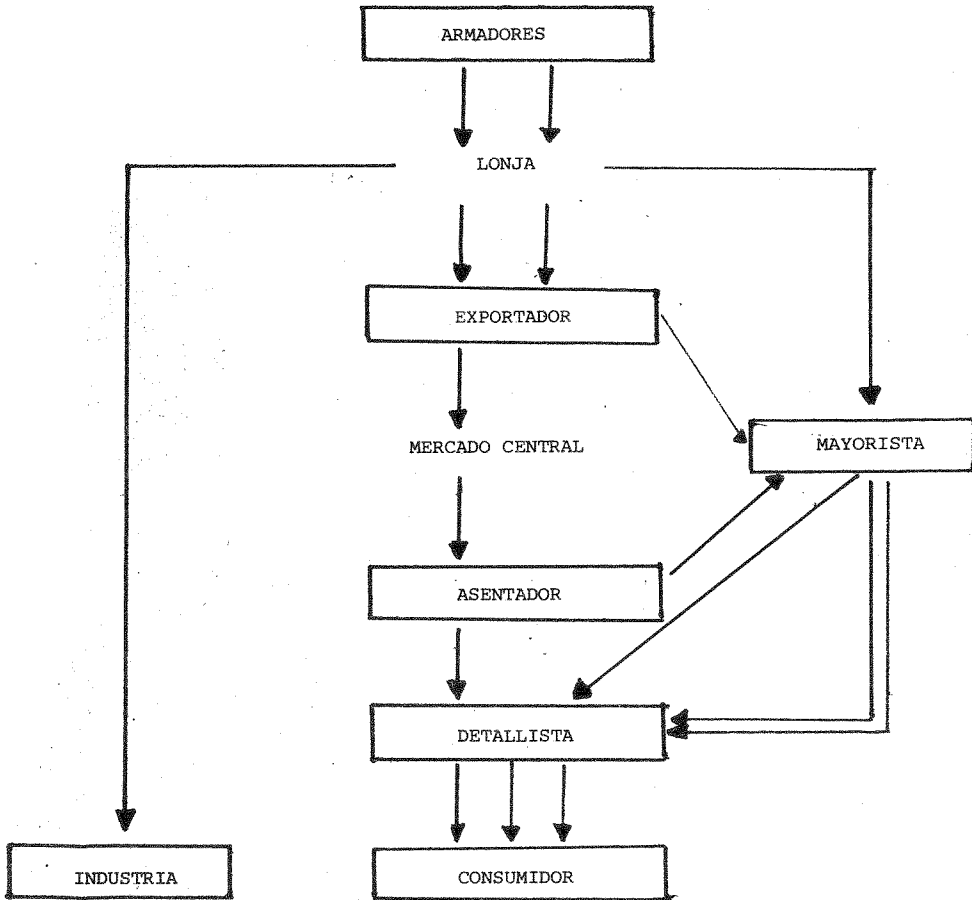 ARMADORES
LONJA
EXPORTADOR
MERCADO CENTRAL
MAYORISTA
ASENTADOR
DETALLISTA
INDUSTRIA
CONSUMIDOR